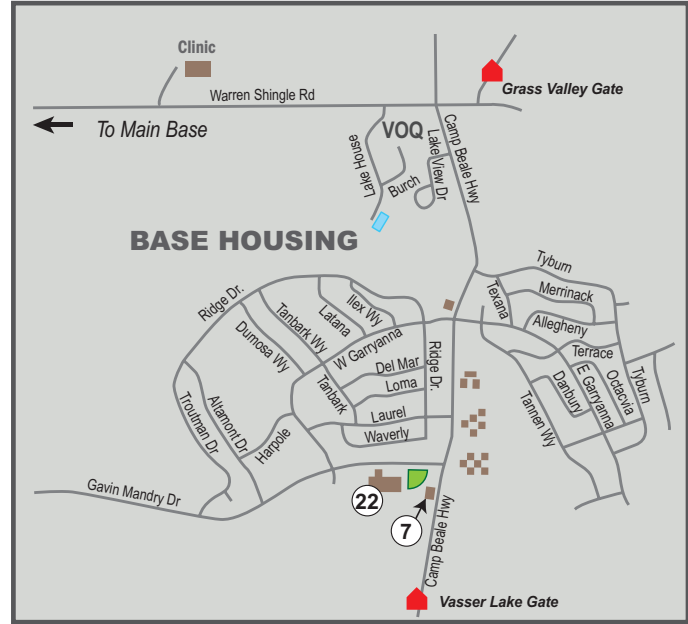 Clinic
Grass Valley Gate
Warren Shingle Rd
To Main Base
VOQ
Camp Beale Hwy
Lake House
Lake View Dr
Burch
BASE HOUSING
Tyburn
Merrinack
Texana
Allegheny
Ridge Dr.
Ilex Wy
Lalana
Tanbark Wy
Dumosa Wy
W Garryanna
Ridge Dr.
Terrace
Del Mar
Loma
Tanbark
Danbury
E Garryanna
Octacvia
Tyburn
Tannen Wy
Laurel
Waverly
Troutman Dr
Altamont Dr
Harpole
Gavin Mandry Dr
22
7
Camp Beale Hwy
Vasser Lake Gate